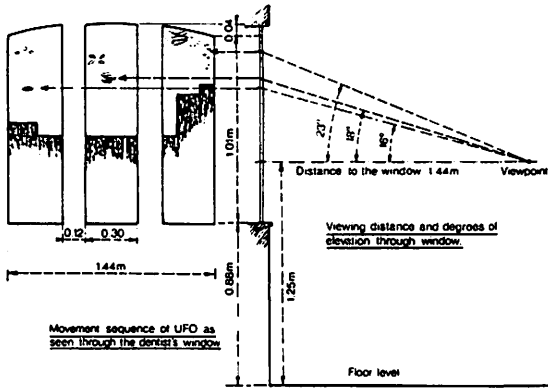 0.04
1.01m
23°
18°
16°
Distance to the window 1.44m
Viewpoint
0.12
0.30
1.44m
0.88m
1.25m
Viewing distance and degrees of
elevation through window.
Movement sequence of UFO as
seen through the dentist's window
Floor level